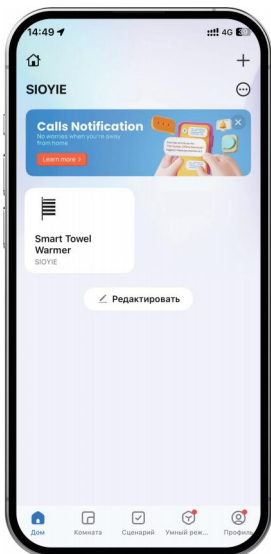 14:49
4G
SIOYIE
Calls Notification
No worries when you're away
from home
Learn more >
Smart Towel
Warmer
SIOYIE
Редактировать
Дом
Комната
Сценарий
Умный реж...
Профиль